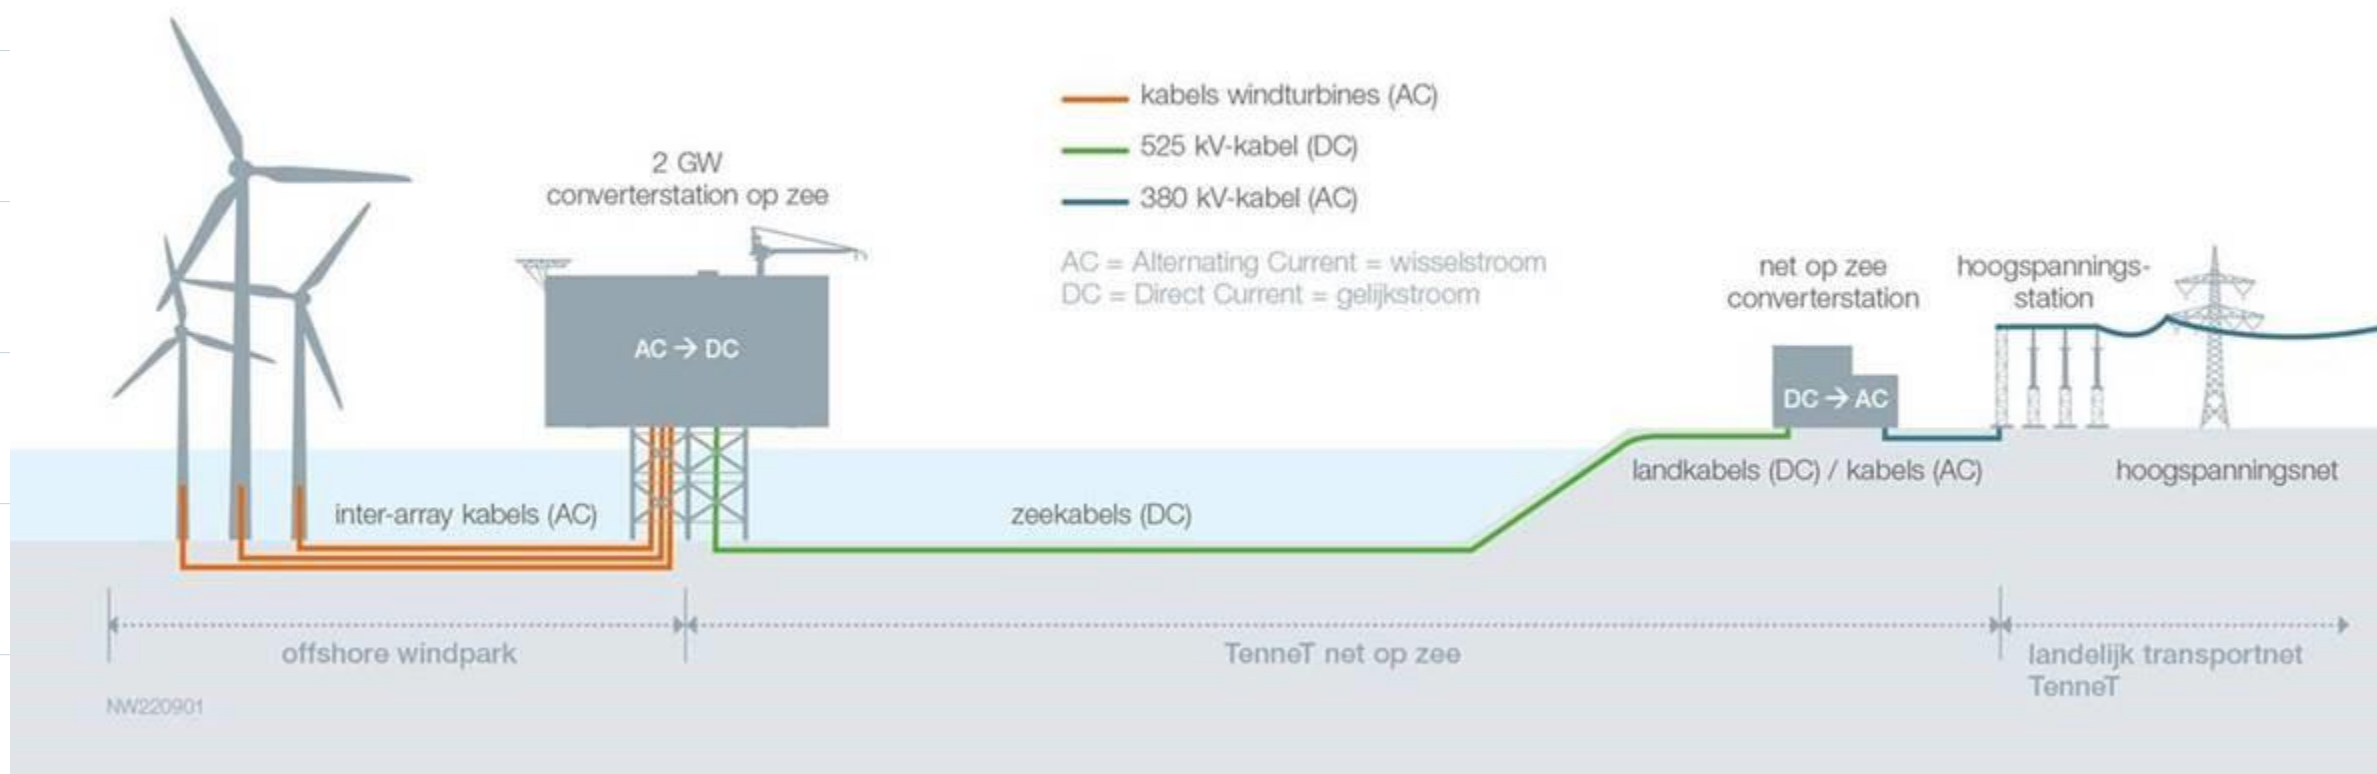 kabels windturbines (AC)
525 kV-kabel (DC)
380 kV-kabel (AC)
AC = Alternating Current = wisselstroom
DC = Direct Current = gelijkstroom
2 GW
converterstation op zee
AC → DC
net op zee
converterstation
hoogspannings-
station
DC → AC
inter-array kabels (AC)
zeekabels (DC)
landkabels (DC) / kabels (AC)
hoogspanningsnet
offshore windpark
TenneT net op zee
landelijk transportnet
TenneT
NW220901